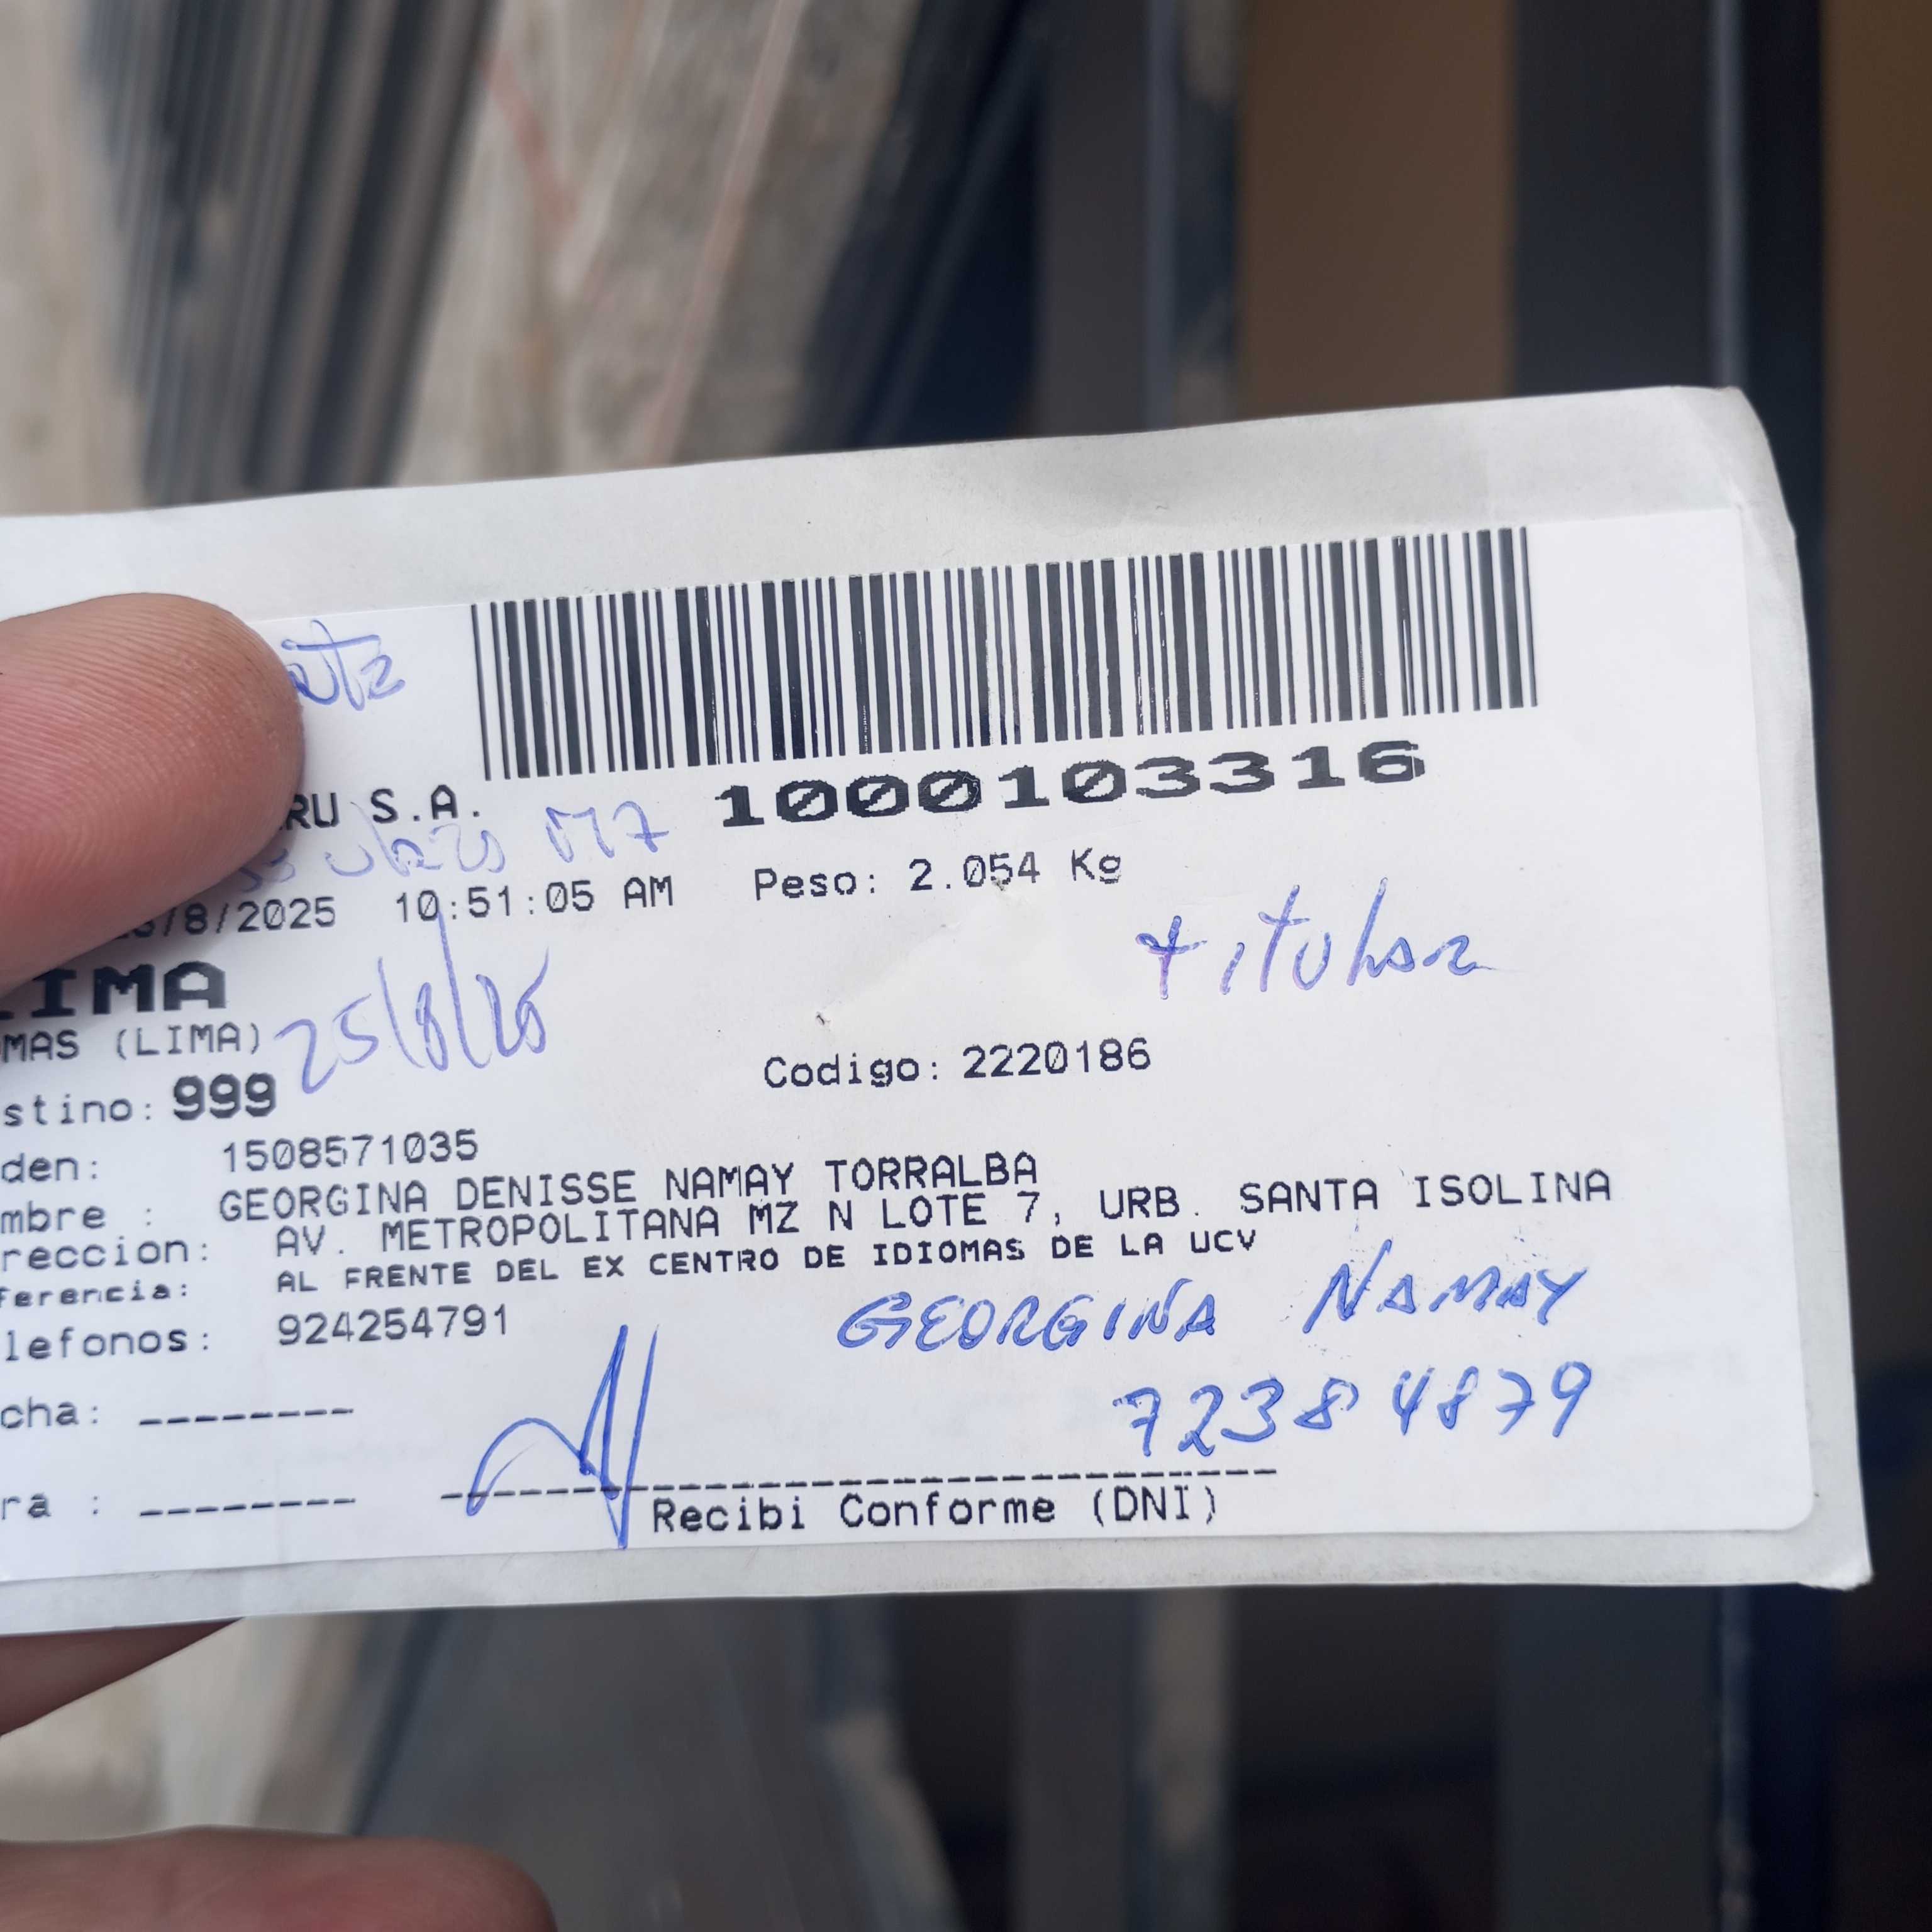 RU S.A.
M7
1000103316
/8/2025 10:51:05 AM Peso: 2.054 Kg
titular
IMA
MAS (LIMA)
25/8/25
Codigo: 2220186
stino: 999
den: 1508571035
mbre : GEORGINA DENISSE NAMAY TORRALBA
reccion: AV. METROPOLITANA MZ N LOTE 7, URB. SANTA ISOLINA
ferencia: AL FRENTE DEL EX CENTRO DE IDIOMAS DE LA UCV
lefonos: 924254791
GEORGINA NAMAY
cha: --------
72384879
ra : --------
Recibi Conforme (DNI)